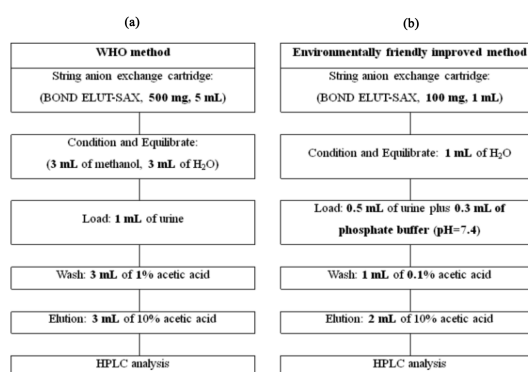 (a)
WHO method
String anion exchange cartridge:
(BOND ELUT-SAX, 500 mg, 5 mL)
Condition and Equilibrate:
(3 mL of methanol, 3 mL of H₂O)
Load: 1 mL of urine
Wash: 3 mL of 1% acetic acid
Elution: 3 mL of 10% acetic acid
HPLC analysis
(b)
Environmentally friendly improved method
String anion exchange cartridge:
(BOND ELUT-SAX, 100 mg, 1 mL)
Condition and Equilibrate: 1 mL of H₂O
Load: 0.5 mL of urine plus 0.3 mL of
phosphate buffer (pH=7.4)
Wash: 1 mL of 0.1% acetic acid
Elution: 2 mL of 10% acetic acid
HPLC analysis